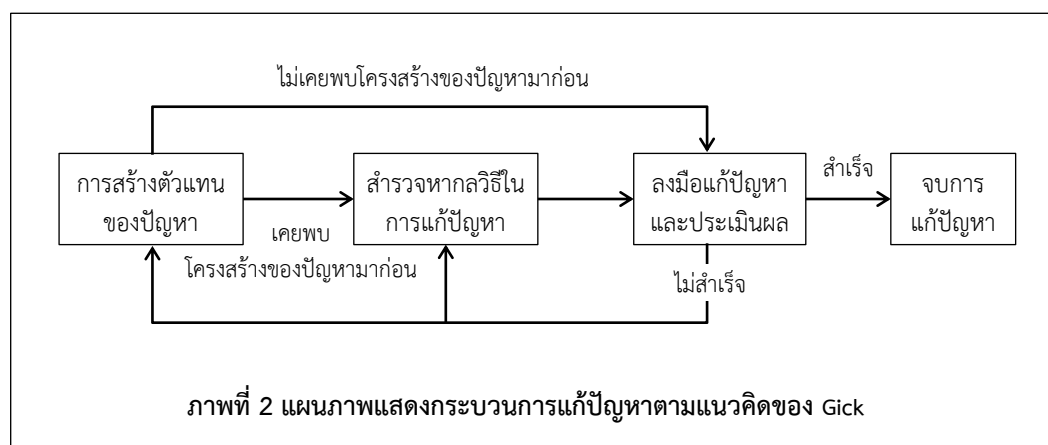 ไม่เคยพบโครงสร้างของปัญหามาก่อน
การสร้างตัวแทน
ของปัญหา
เคยพบ
โครงสร้างของปัญหามาก่อน
สำรวจหากลวิธีใน
การแก้ปัญหา
ลงมือแก้ปัญหา
และประเมินผล
สำเร็จ
ไม่สำเร็จ
จบการ
แก้ปัญหา
ภาพที่ 2 แผนภาพแสดงกระบวนการแก้ปัญหาตามแนวคิดของ Gick